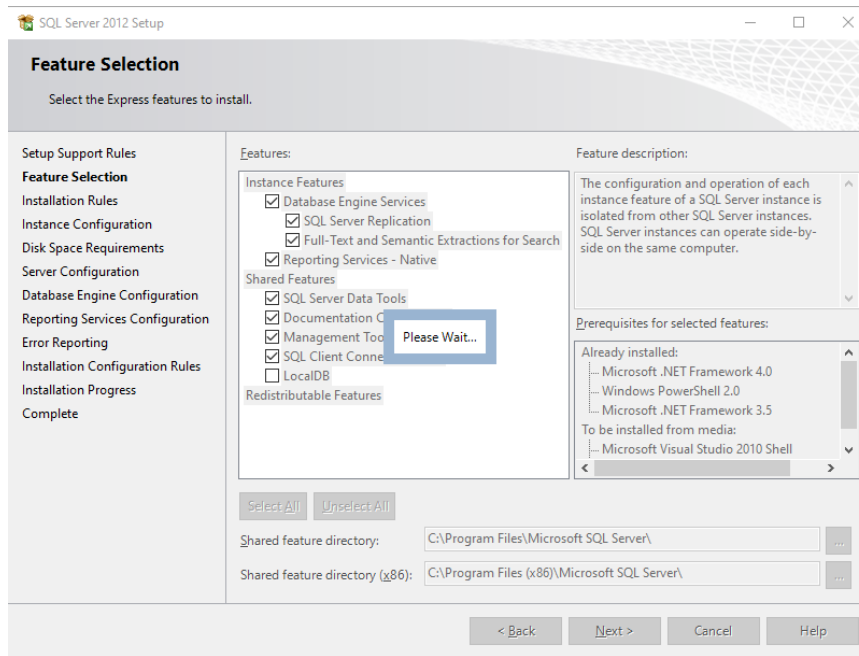 SQL Server 2012 Setup
Feature Selection
Select the Express features to install.
Setup Support Rules
Feature Selection
Installation Rules
Instance Configuration
Disk Space Requirements
Server Configuration
Database Engine Configuration
Reporting Services Configuration
Error Reporting
Installation Configuration Rules
Installation Progress
Complete
Features:
Instance Features
Database Engine Services
SQL Server Replication
Full-Text and Semantic Extractions for Search
Reporting Services - Native
Shared Features
SQL Server Data Tools
Documentation
Management
SQL Client
LocalDB
Redistributable Features
Please Wait...
Feature description:
The configuration and operation of each
instance feature of a SQL Server instance is
isolated from other SQL Server instances.
SQL Server instances can operate side-by-
side on the same computer.
Prerequisites for selected features:
Already installed:
Microsoft .NET Framework 4.0
Windows PowerShell 2.0
Microsoft .NET Framework 3.5
To be installed from media:
Microsoft Visual Studio 2010 Shell
Select All Unselect All
Shared feature directory: C:\Program Files\Microsoft SQL Server\ ...
Shared feature directory (x86): C:\Program Files (x86)\Microsoft SQL Server\ ...
< Back Next > Cancel Help